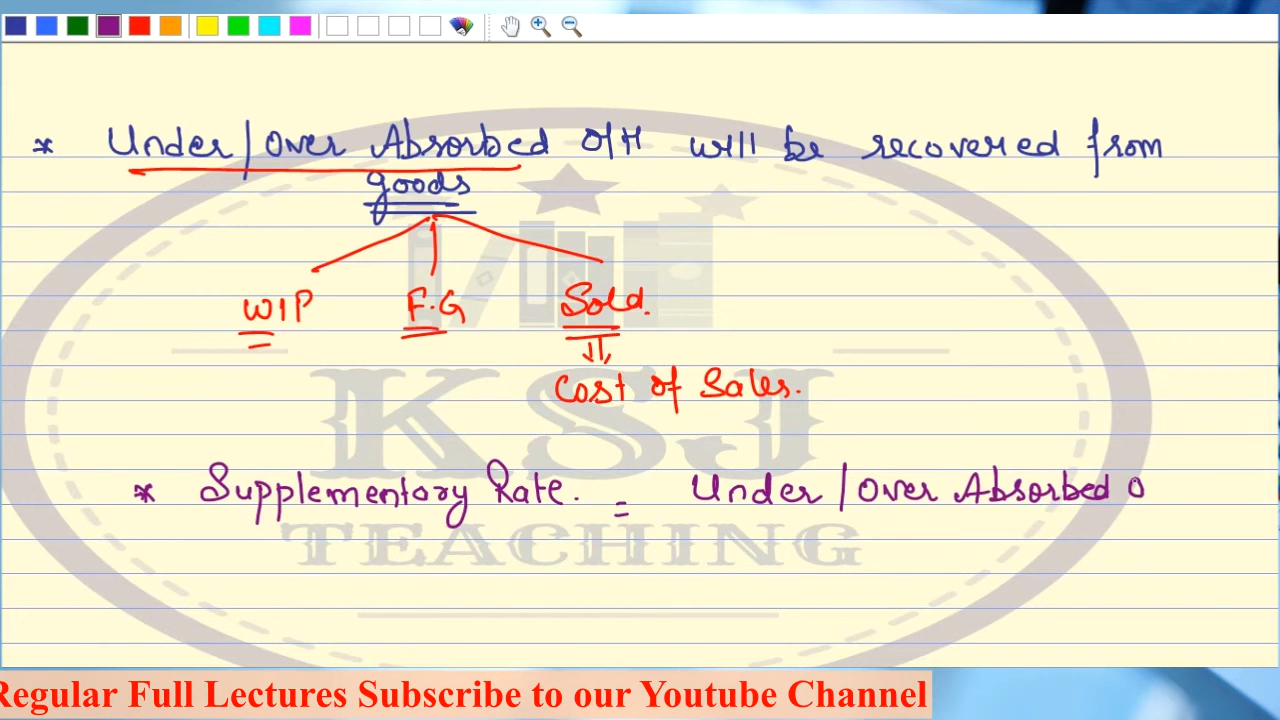 * Under/Over Absorbed O/H will be recovered from
goods
WIP F.G Sold.
Cost of Sales.
* Supplementary Rate. = Under/Over Absorbed O
KSJ
TEACHING
Regular Full Lectures Subscribe to our Youtube Channel